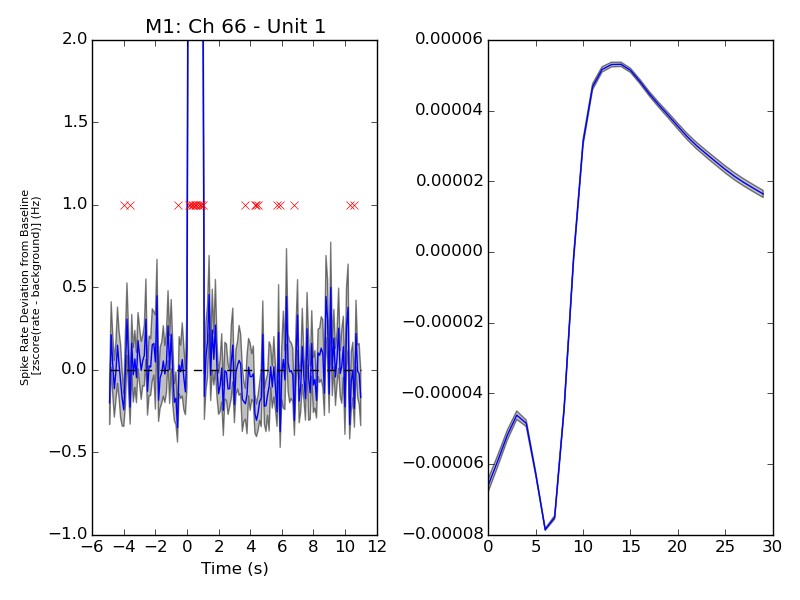 M1: Ch 66 - Unit 1
Spike Rate Deviation from Baseline
[zscore(rate - background)] (Hz)
2.0
1.5
1.0
0.5
0.0
−0.5
−1.0
−6 −4 −2 0 2 4 6 8 10 12
Time (s)
0.00006
0.00004
0.00002
0.00000
−0.00002
−0.00004
−0.00006
−0.00008
0 5 10 15 20 25 30